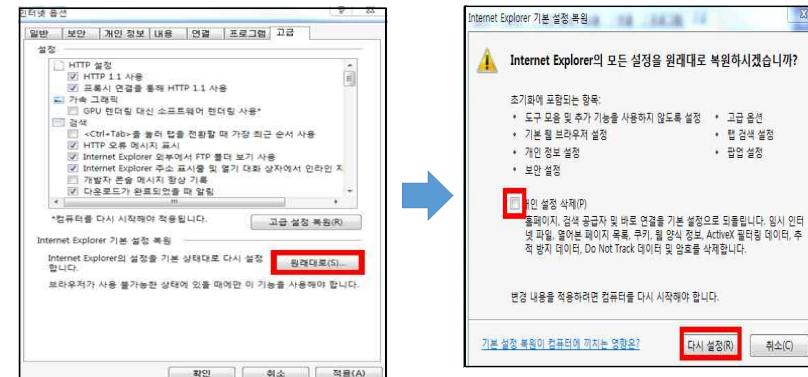 인터넷 옵션
일반 보안 개인 정보 내용 연결 프로그램 고급
설정
HTTP 설정
HTTP 1.1 사용
프록시 연결을 통해 HTTP 1.1 사용
가속 그래픽
GPU 렌더링 대신 소프트웨어 렌더링 사용*
검색
<Ctrl+Tab>을 눌러 탭을 전환할 때 가장 최근 순서 사용
HTTP 오류 메시지 표시
Internet Explorer 외부에서 FTP 폴더 보기 사용
Internet Explorer 주소 표시줄 및 열기 대화 상자에서 인라인 자
개발자 콘솔 메시지 항상 기록
다운로드가 완료되었을 때 알림
*컴퓨터를 다시 시작해야 적용됩니다.
고급 설정 복원(R)
Internet Explorer 기본 설정 복원
Internet Explorer의 설정을 기본 상태대로 다시 설정
합니다.
원래대로(S)...
브라우저가 사용 불가능한 상태에 있을 때에만 이 기능을 사용해야 합니다.
확인 취소 적용(A)
Internet Explorer 기본 설정 복원
Internet Explorer의 모든 설정을 원래대로 복원하시겠습니까?
초기화에 포함되는 항목:
• 도구 모음 및 추가 기능을 사용하지 않도록 설정 • 고급 옵션
• 기본 웹 브라우저 설정 • 탭 검색 설정
• 개인 정보 설정 • 팝업 설정
• 보안 설정
개인 설정 삭제(P)
홈페이지, 검색 공급자 및 바로 연결을 기본 설정으로 되돌립니다. 임시 인터
넷 파일, 열어본 페이지 목록, 쿠키, 웹 양식 정보, ActiveX 필터링 데이터, 추
적 방지 데이터, Do Not Track 데이터 및 암호를 삭제합니다.
변경 내용을 적용하려면 컴퓨터를 다시 시작해야 합니다.
기본 설정 복원이 컴퓨터에 끼치는 영향은?
다시 설정(R) 취소(C)